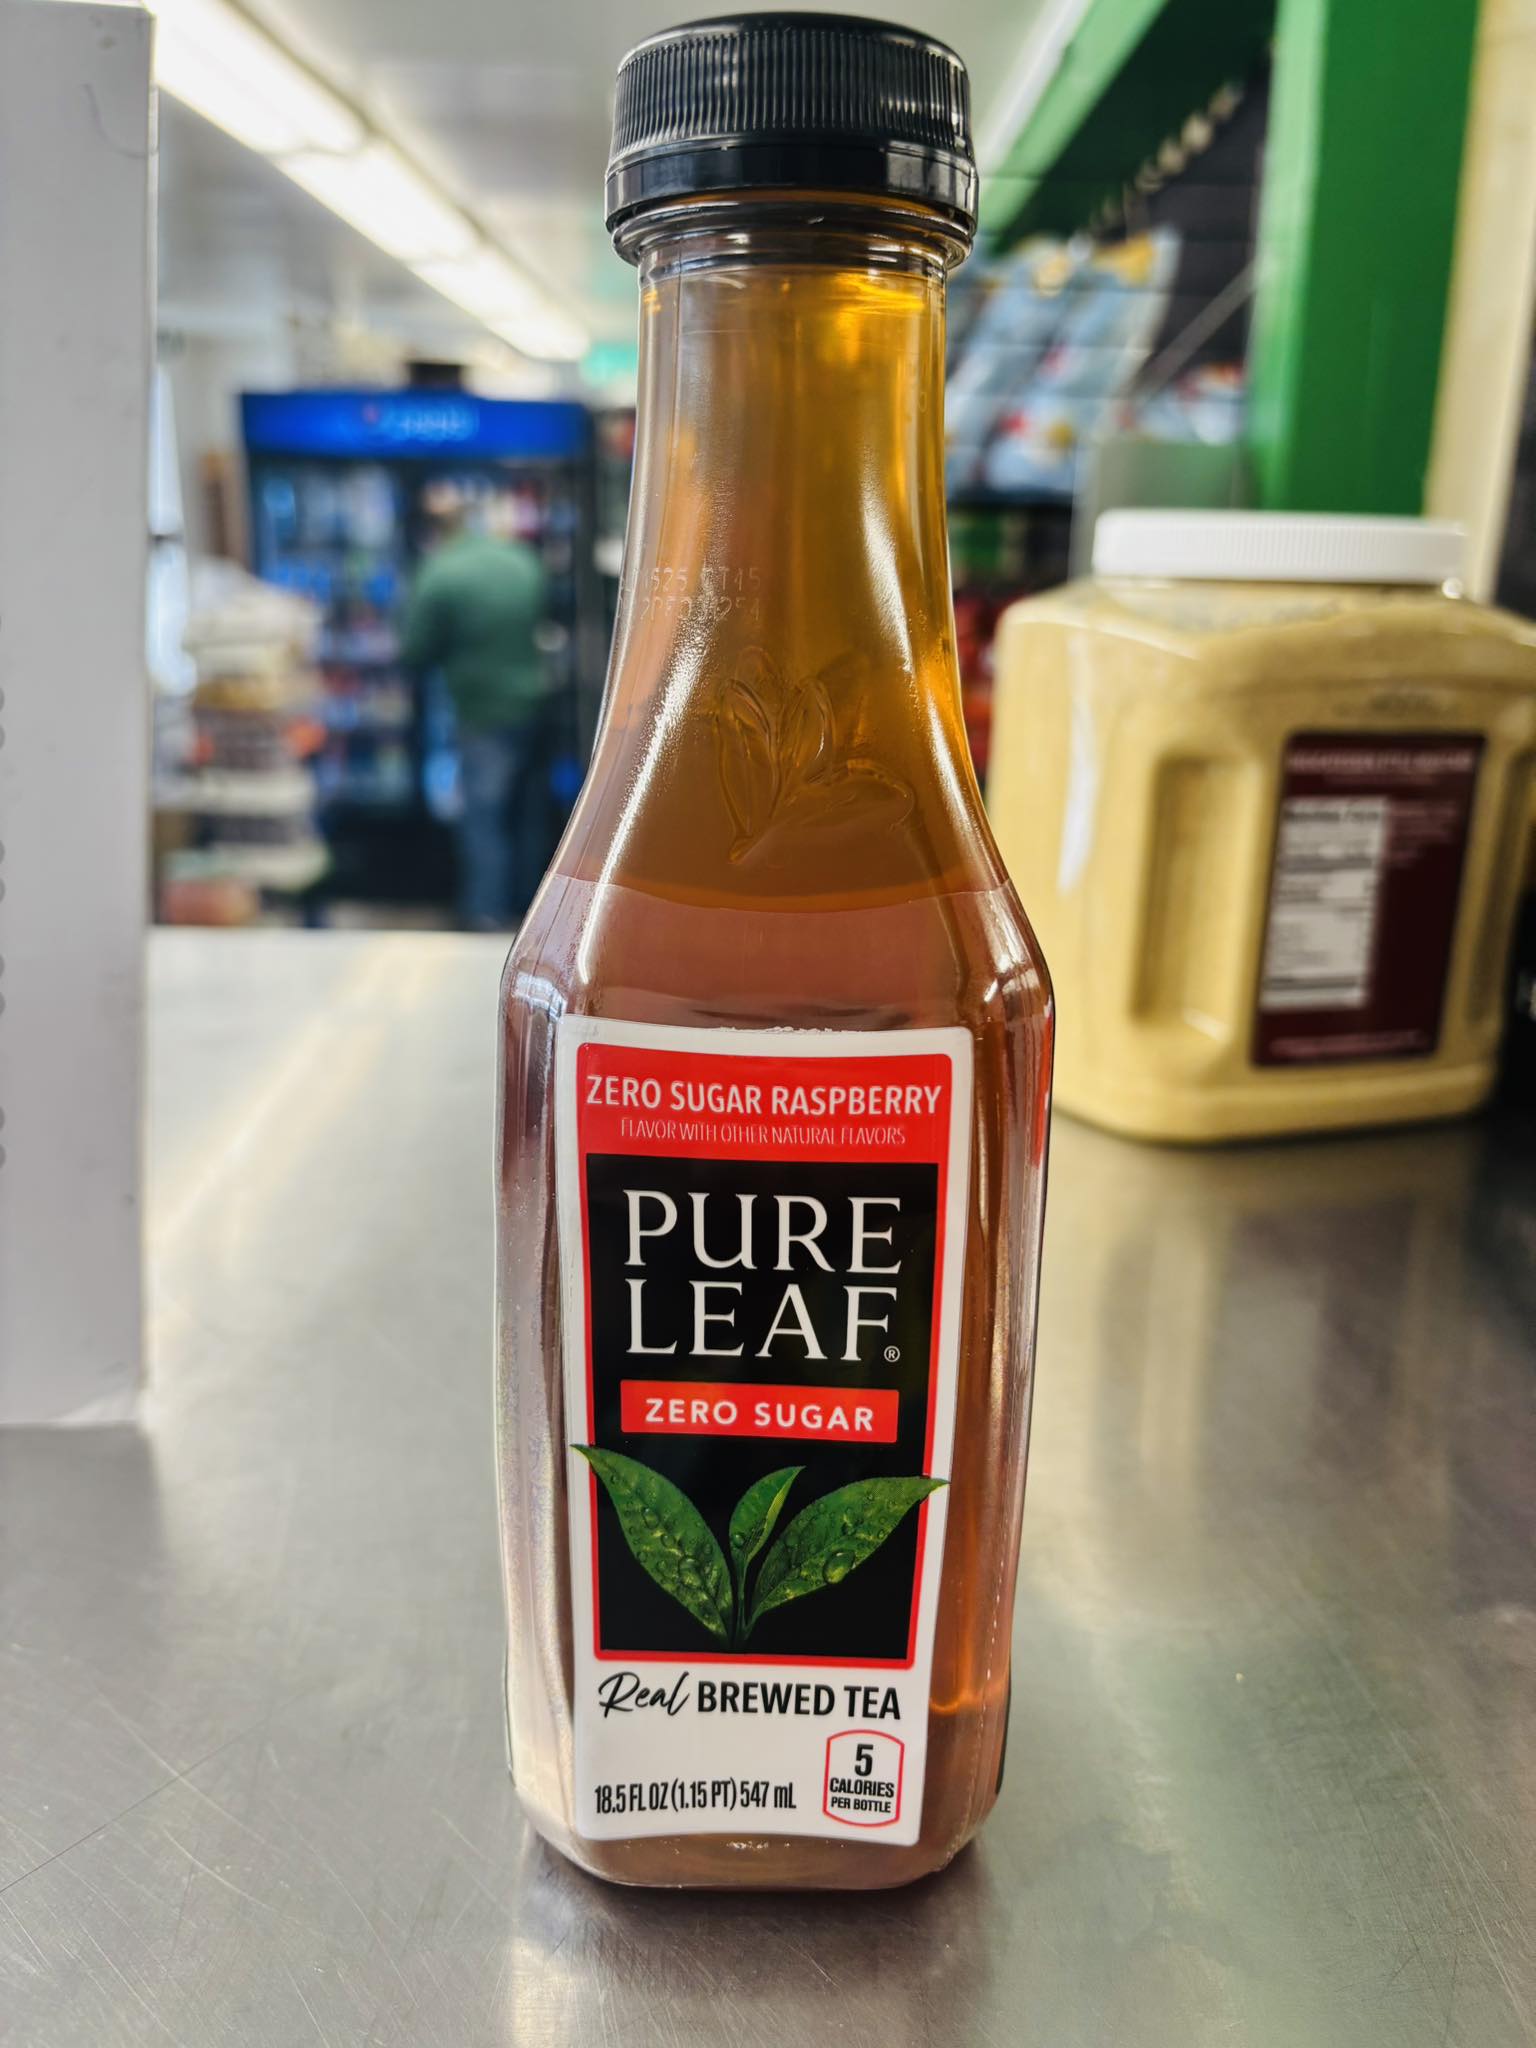 ZERO SUGAR RASPBERRY
FLAVOR WITH OTHER NATURAL FLAVORS
PURE
LEAF®
ZERO SUGAR
Real BREWED TEA
18.5 FL OZ (1.15 PT) 547 mL
5
CALORIES
PER BOTTLE